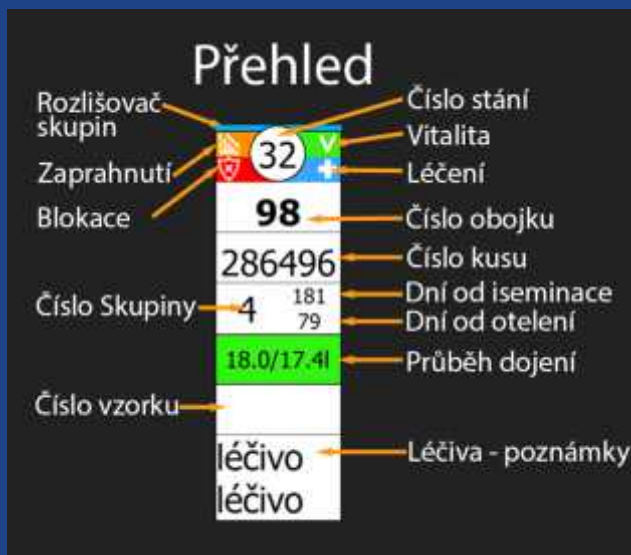 Přehled
Rozlišovač
skupin
Zaprahnutí
Blokace
Číslo Skupiny
Číslo vzorku
32
V
98
286496
4
181
79
18.0/17.4l
léčivo
léčivo
Číslo stání
Vitalita
Léčení
Číslo obojku
Číslo kusu
Dní od iseminace
Dní od otelení
Průběh dojení
Léčiva - poznámky